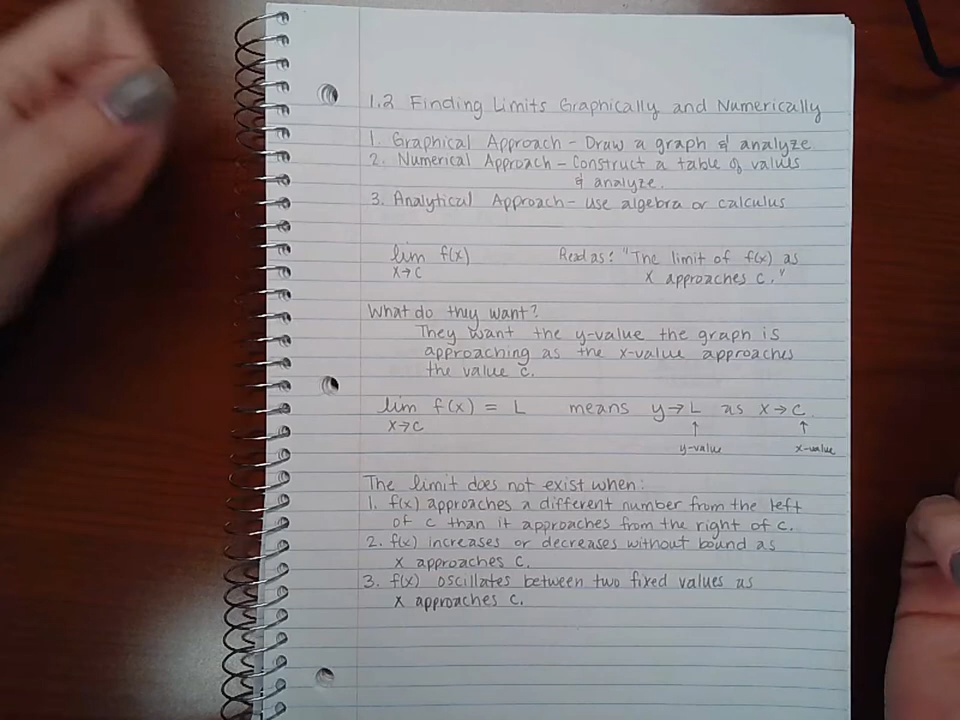 1.2 Finding Limits Graphically and Numerically
1. Graphical Approach - Draw a graph & analyze.
2. Numerical Approach - Construct a table of values
& analyze.
3. Analytical Approach - Use algebra or calculus
lim f(x) Read as: "The limit of f(x) as
x→c x approaches c."
What do they want?
They want the y-value the graph is
approaching as the x-value approaches
the value c.
lim f(x) = L means y→L as x→c.
x→c ↑ ↑
y-value x-value
The limit does not exist when:
1. f(x) approaches a different number from the left
of c than it approaches from the right of c.
2. f(x) increases or decreases without bound as
x approaches c.
3. f(x) oscillates between two fixed values as
x approaches c.